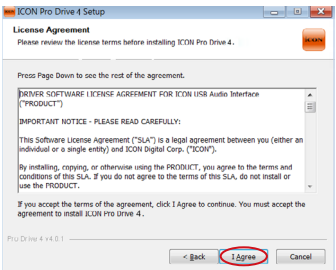 ICON Pro Drive 4 Setup
License Agreement
Please review the license terms before installing ICON Pro Drive 4.
Press Page Down to see the rest of the agreement.
DRIVER SOFTWARE LICENSE AGREEMENT FOR ICON USB Audio Interface
("PRODUCT")
IMPORTANT NOTICE - PLEASE READ CAREFULLY:
This Software License Agreement ("SLA") is a legal agreement between you (either an
individual or a single entity) and ICON Digital Corp. ("ICON").
By installing, copying, or otherwise using the PRODUCT, you agree to the terms and
conditions of this SLA. If you do not agree to the terms of this SLA, do not install or
use the PRODUCT.
If you accept the terms of the agreement, click I Agree to continue. You must accept the
agreement to install ICON Pro Drive 4.
Pro Drive 4 v4.0.1
< Back
I Agree
Cancel